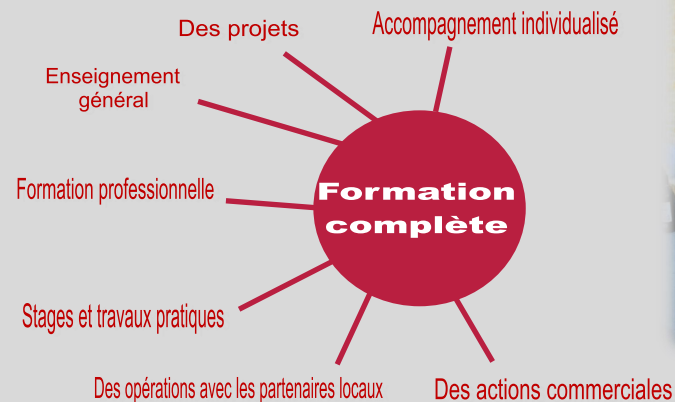 Des projets
Accompagnement individualisé
Enseignement
général
Formation professionnelle
Formation
complète
Stages et travaux pratiques
Des opérations avec les partenaires locaux
Des actions commerciales